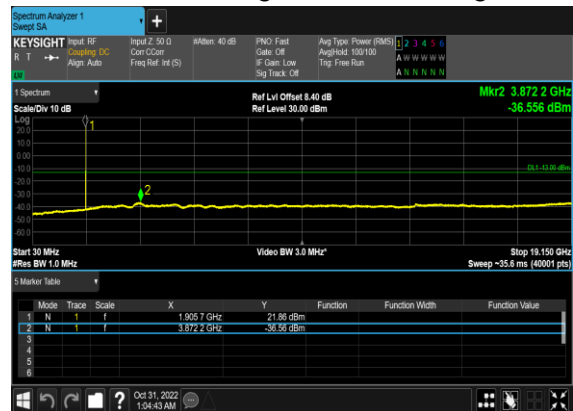 Spectrum Analyzer 1
Swept SA
+
KEYSIGHT Input: RF Input Z: 50 Ω #Atten: 40 dB PNO: Fast Avg Type: Power (RMS) 1 2 3 4 5 6
R T Coupling: DC Corr CCorr Gate: Off Avg|Hold: 100/100 A W W W W W
Align: Auto Freq Ref: Int (S) IF Gain: Low Trig: Free Run
LW Sig Track: Off A N N N N N
1 Spectrum Ref Lvl Offset 8.40 dB Mkr2 3.872 2 GHz
Scale/Div 10 dB Ref Level 30.00 dBm -36.556 dBm
Log
20.0
10.0
0.00
-10.0
-20.0
-30.0
-40.0
-50.0
-60.0
1
DL1 -13.00 dBm
2
Start 30 MHz Video BW 3.0 MHz* Stop 19.150 GHz
#Res BW 1.0 MHz Sweep ~35.6 ms (40001 pts)
5 Marker Table
Mode Trace Scale X Y Function Function Width Function Value
1 N 1 f 1.905 7 GHz 21.86 dBm
2 N 1 f 3.872 2 GHz -36.56 dBm
3
4
5
6
? Oct 31, 2022
1:04:43 AM